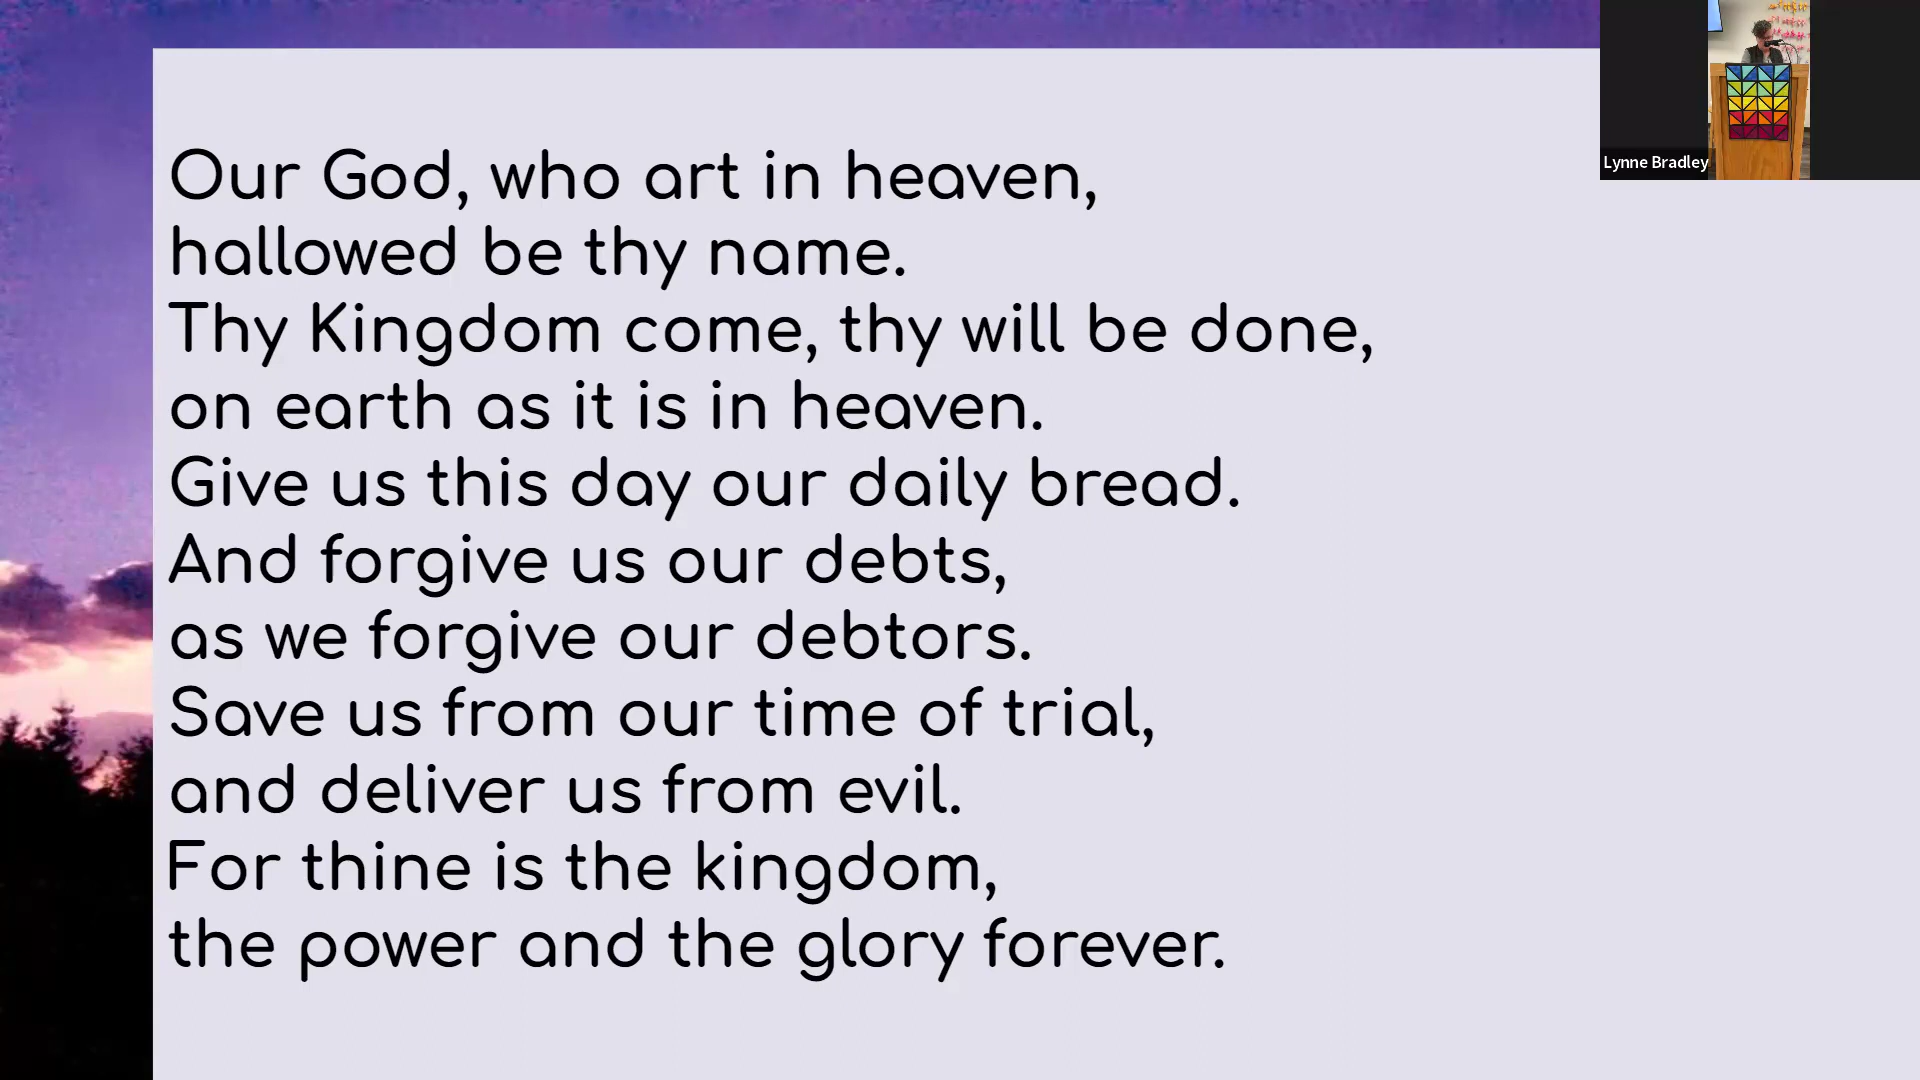 Our God, who art in heaven,
hallowed be thy name.
Thy Kingdom come, thy will be done,
on earth as it is in heaven.
Give us this day our daily bread.
And forgive us our debts,
as we forgive our debtors.
Save us from our time of trial,
and deliver us from evil.
For thine is the kingdom,
the power and the glory forever.
Lynne Bradley